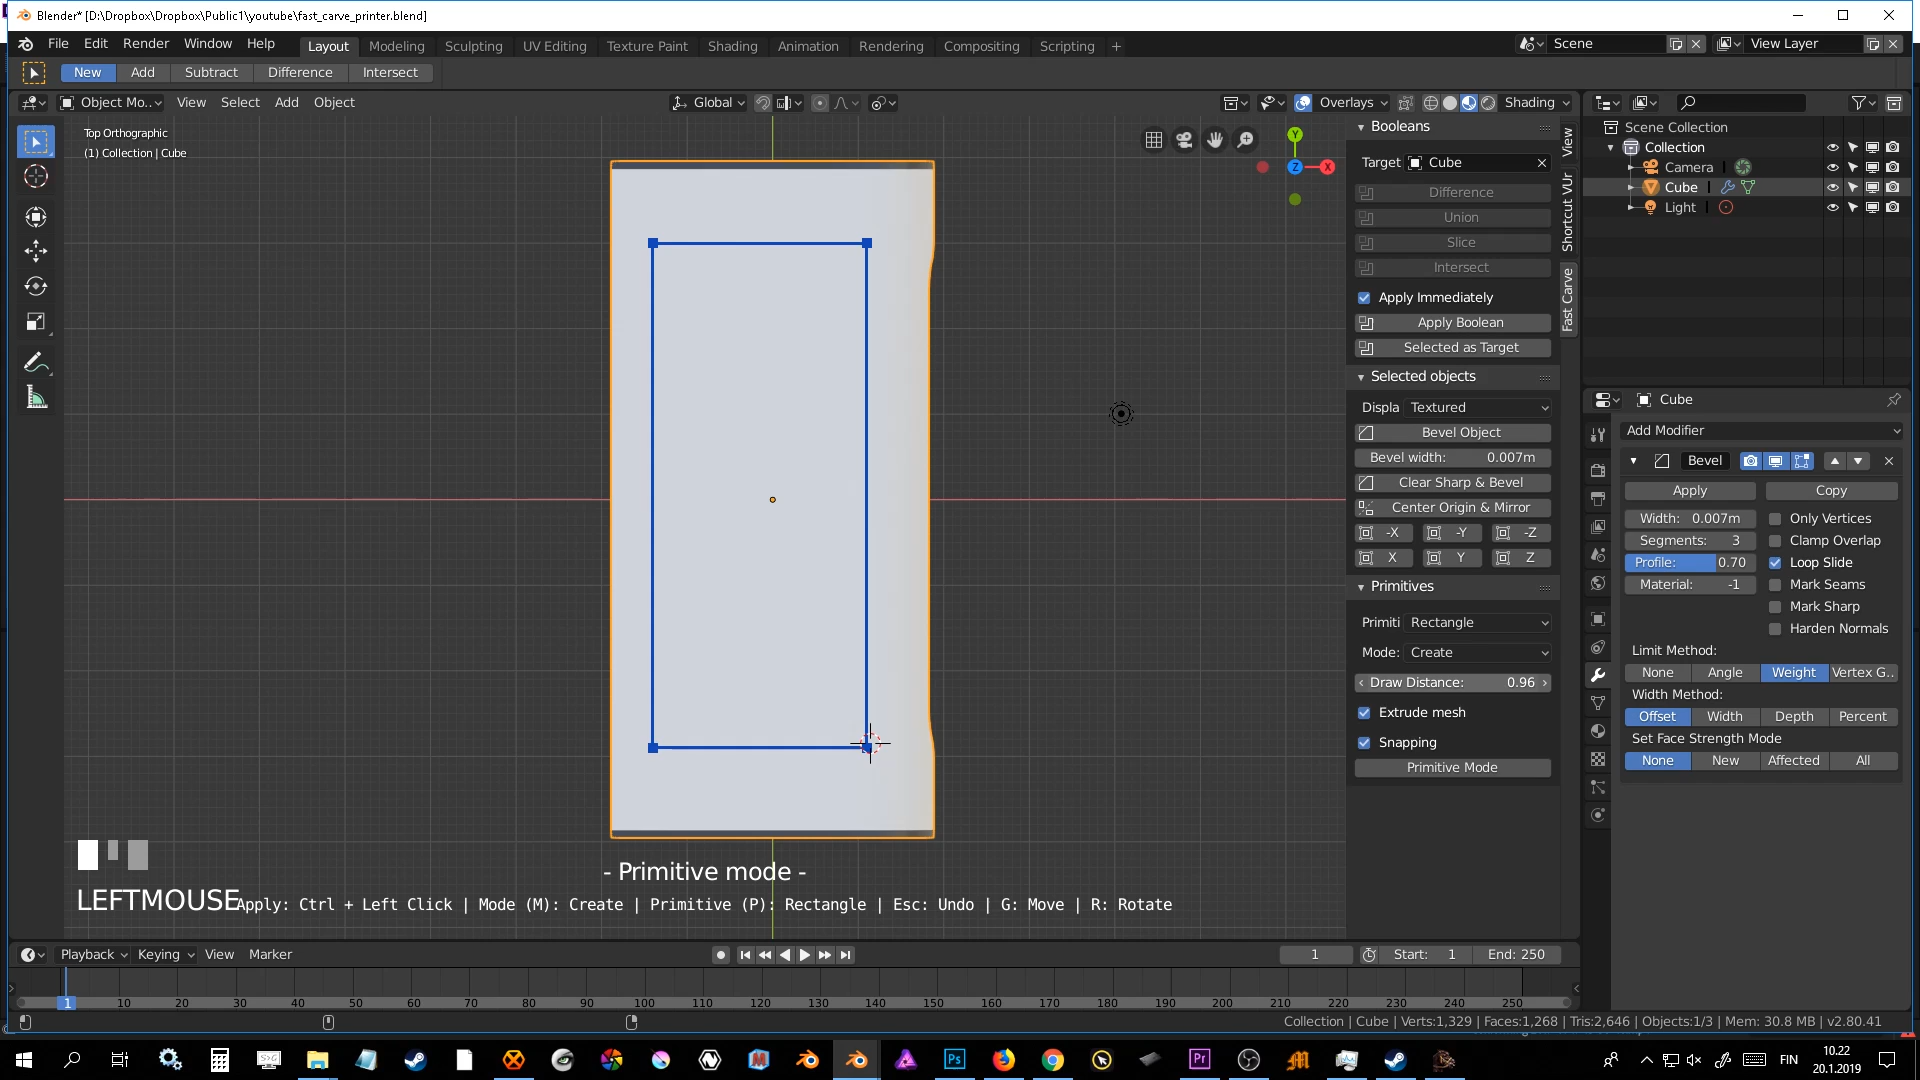 Blender* [D:\Dropbox\Dropbox\Public1\youtube\fast_carve_printer.blend]
File Edit Render Window Help Layout Modeling Sculpting UV Editing Texture Paint Shading Animation Rendering Compositing Scripting + Scene View Layer
New Add Subtract Difference Intersect
Object Mo.. View Select Add Object Global Overlays Shading
Top Orthographic
(1) Collection | Cube
Y
Z
X
Booleans
Target Cube
Difference
Union
Slice
Intersect
Apply Immediately
Apply Boolean
Selected as Target
Selected objects
Displa Textured
Bevel Object
Bevel width: 0.007m
Clear Sharp & Bevel
Center Origin & Mirror
-X -Y -Z
X Y Z
Primitives
Primiti Rectangle
Mode: Create
Draw Distance: 0.96
Extrude mesh
Snapping
Primitive Mode
View
Shortcut VUr
Fast Carve
Scene Collection
Collection
Camera
Cube
Light
Cube
Add Modifier
Bevel
Apply Copy
Width: 0.007m Only Vertices
Segments: 3 Clamp Overlap
Profile: 0.70 Loop Slide
Material: -1 Mark Seams
Mark Sharp
Harden Normals
Limit Method:
None Angle Weight Vertex G..
Width Method:
Offset Width Depth Percent
Set Face Strength Mode
None New Affected All
- Primitive mode -
LEFTMOUSE
Apply: Ctrl + Left Click | Mode (M): Create | Primitive (P): Rectangle | Esc: Undo | G: Move | R: Rotate
Playback Keying View Marker 1 Start: 1 End: 250
1 10 20 30 40 50 60 70 80 90 100 110 120 130 140 150 160 170 180 190 200 210 220 230 240 250
Collection | Cube | Verts:1,329 | Faces:1,268 | Tris:2,646 | Objects:1/3 | Mem: 30.8 MB | v2.80.41
Ps Pr FIN 10.22
20.1.2019